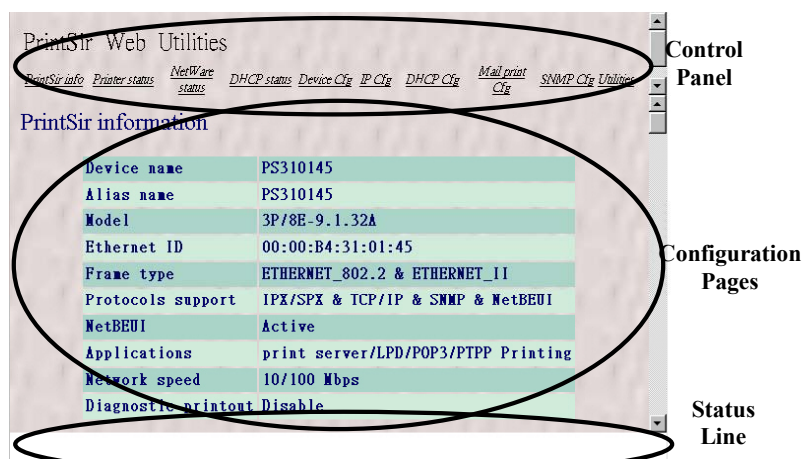 PrintSir Web Utilities
Control
Panel
PrintSir info Printer status NetWare status DHCP status Device Cfg IP Cfg DHCP Cfg Mail print Cfg SNMP Cfg Utilities
PrintSir information
Device name PS310145
Alias name PS310145
Model 3P/8E-9.1.32A
Ethernet ID 00:00:B4:31:01:45
Frame type ETHERNET_802.2 & ETHERNET_II
Protocols support IPX/SPX & TCP/IP & SNMP & NetBEUI
NetBEUI Active
Applications print server/LPD/POP3/PTPP Printing
Network speed 10/100 Mbps
Diagnostic printout Disable
Configuration
Pages
Status
Line